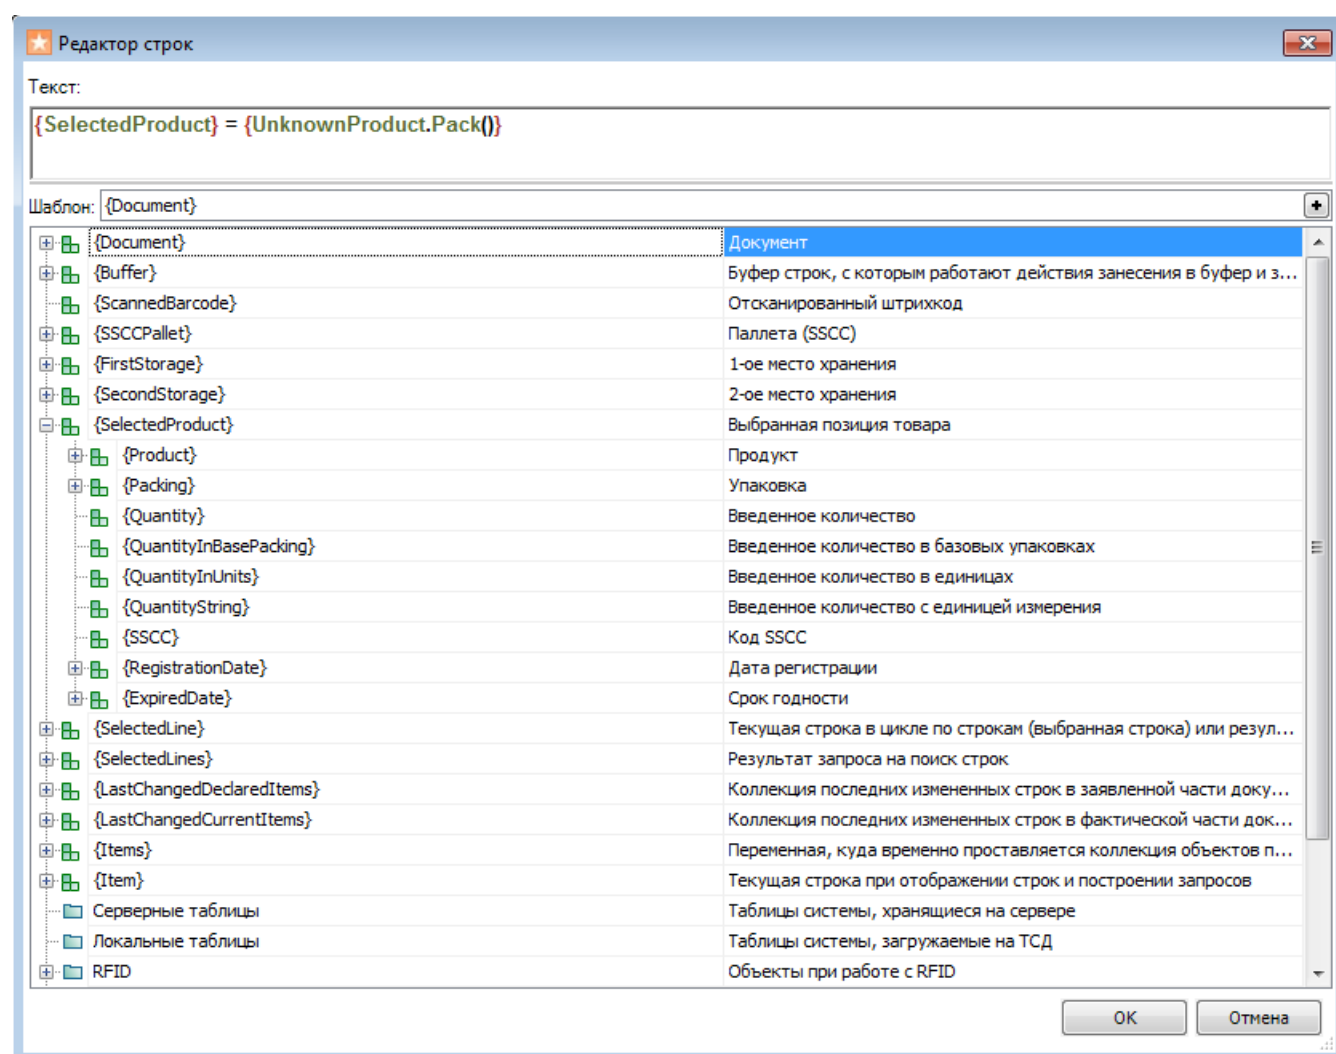 Редактор строк
Текст:
{SelectedProduct} = {UnknownProduct.Pack()}
Шаблон: {Document}
{Document} Документ
{Buffer} Буфер строк, с которым работают действия занесения в буфер и з...
{ScannedBarcode} Отсканированный штрихкод
{SSCCPallet} Паллета (SSCC)
{FirstStorage} 1-ое место хранения
{SecondStorage} 2-ое место хранения
{SelectedProduct} Выбранная позиция товара
{Product} Продукт
{Packing} Упаковка
{Quantity} Введенное количество
{QuantityInBasePacking} Введенное количество в базовых упаковках
{QuantityInUnits} Введенное количество в единицах
{QuantityString} Введенное количество с единицей измерения
{SSCC} Код SSCC
{RegistrationDate} Дата регистрации
{ExpiredDate} Срок годности
{SelectedLine} Текущая строка в цикле по строкам (выбранная строка) или резул...
{SelectedLines} Результат запроса на поиск строк
{LastChangedDeclaredItems} Коллекция последних измененных строк в заявленной части доку...
{LastChangedCurrentItems} Коллекция последних измененных строк в фактической части док...
{Items} Переменная, куда временно проставляется коллекция объектов п...
{Item} Текущая строка при отображении строк и построении запросов
Серверные таблицы Таблицы системы, хранящиеся на сервере
Локальные таблицы Таблицы системы, загружаемые на ТСД
RFID Объекты при работе с RFID
ОК Отмена